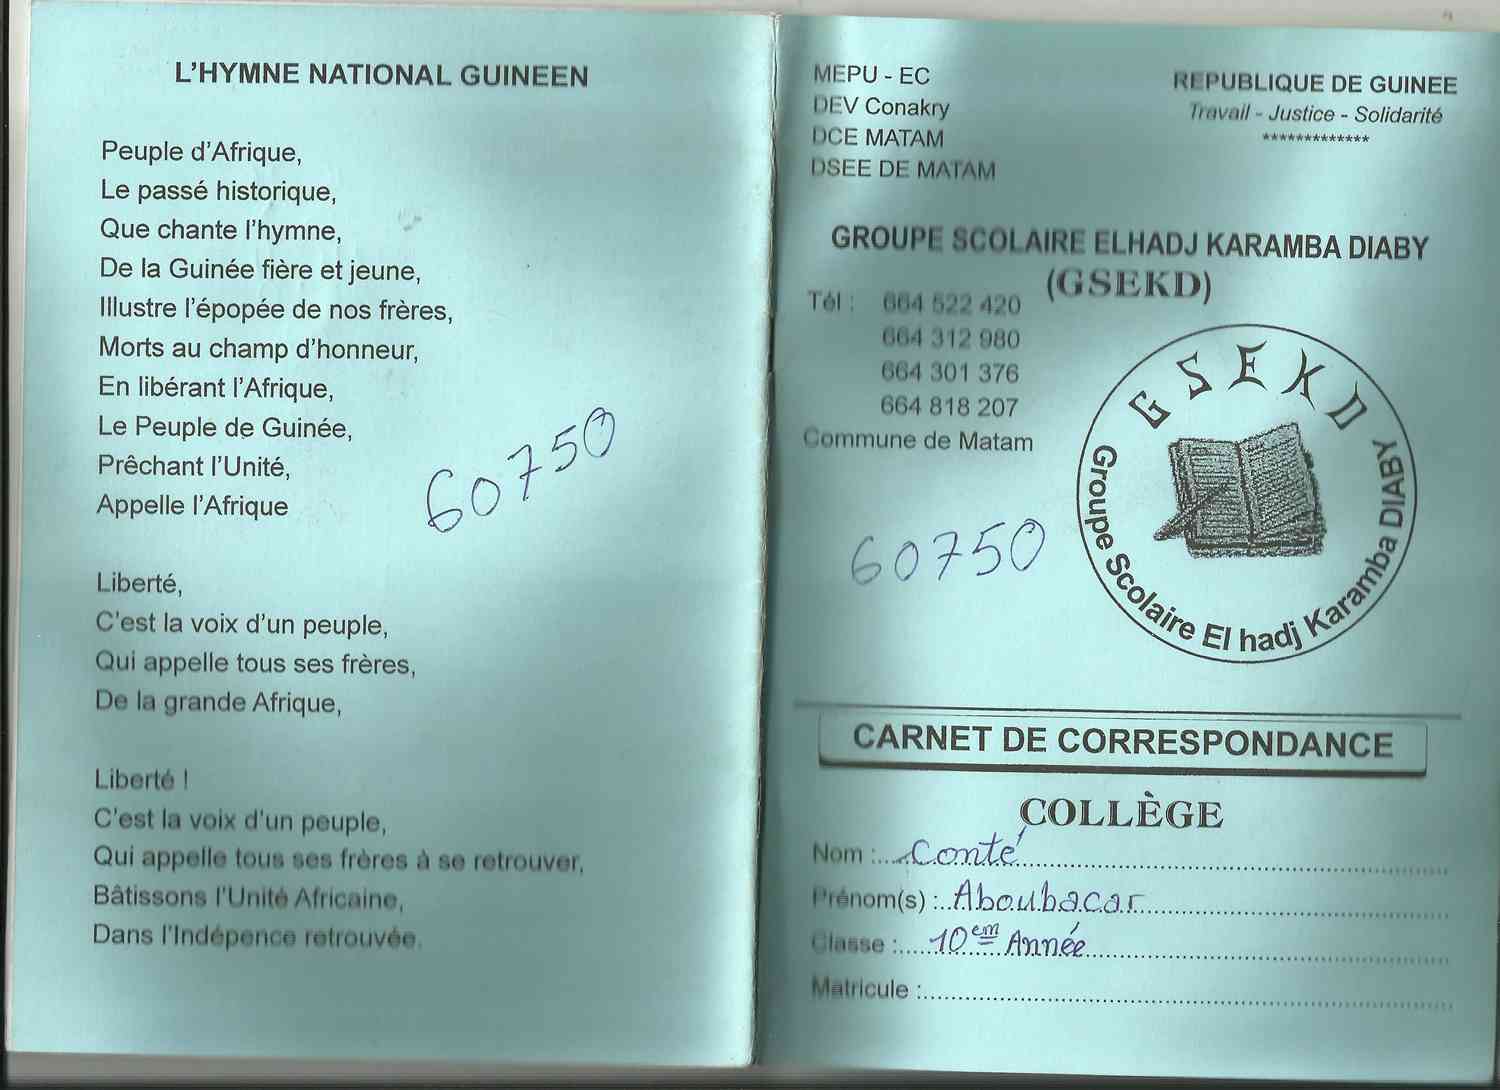 L'HYMNE NATIONAL GUINEEN
Peuple d'Afrique,
Le passé historique,
Que chante l'hymne,
De la Guinée fière et jeune,
Illustre l'épopée de nos frères,
Morts au champ d'honneur,
En libérant l'Afrique,
Le Peuple de Guinée,
Prêchant l'Unité,
Appelle l'Afrique
60750
Liberté,
C'est la voix d'un peuple,
Qui appelle tous ses frères,
De la grande Afrique,
Liberté !
C'est la voix d'un peuple,
Qui appelle tous ses frères à se retrouver,
Bâtissons l'Unité Africaine,
Dans l'Indépence retrouvée.
MEPU - EC
DEV Conakry
DCE MATAM
DSEE DE MATAM
REPUBLIQUE DE GUINEE
Travail - Justice - Solidarité
*************
GROUPE SCOLAIRE ELHADJ KARAMBA DIABY
(GSEKD)
Tél : 664 522 420
664 312 980
664 301 376
664 818 207
Commune de Matam
60750
GSEKD
Groupe Scolaire El hadj Karamba DIABY
CARNET DE CORRESPONDANCE
COLLÈGE
Nom : Conté
Prénom(s) : Aboubacar
Classe : 10em Année
Matricule :